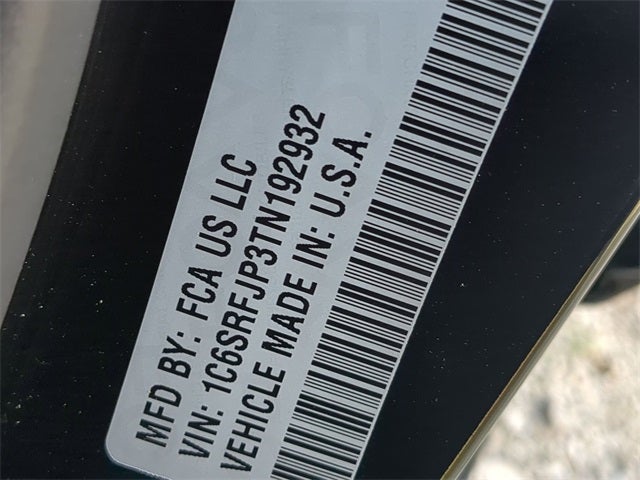 MFD BY: FCA US LLC
VIN: 1C6SRFJP3TN192932
VEHICLE MADE IN: U.S.A.